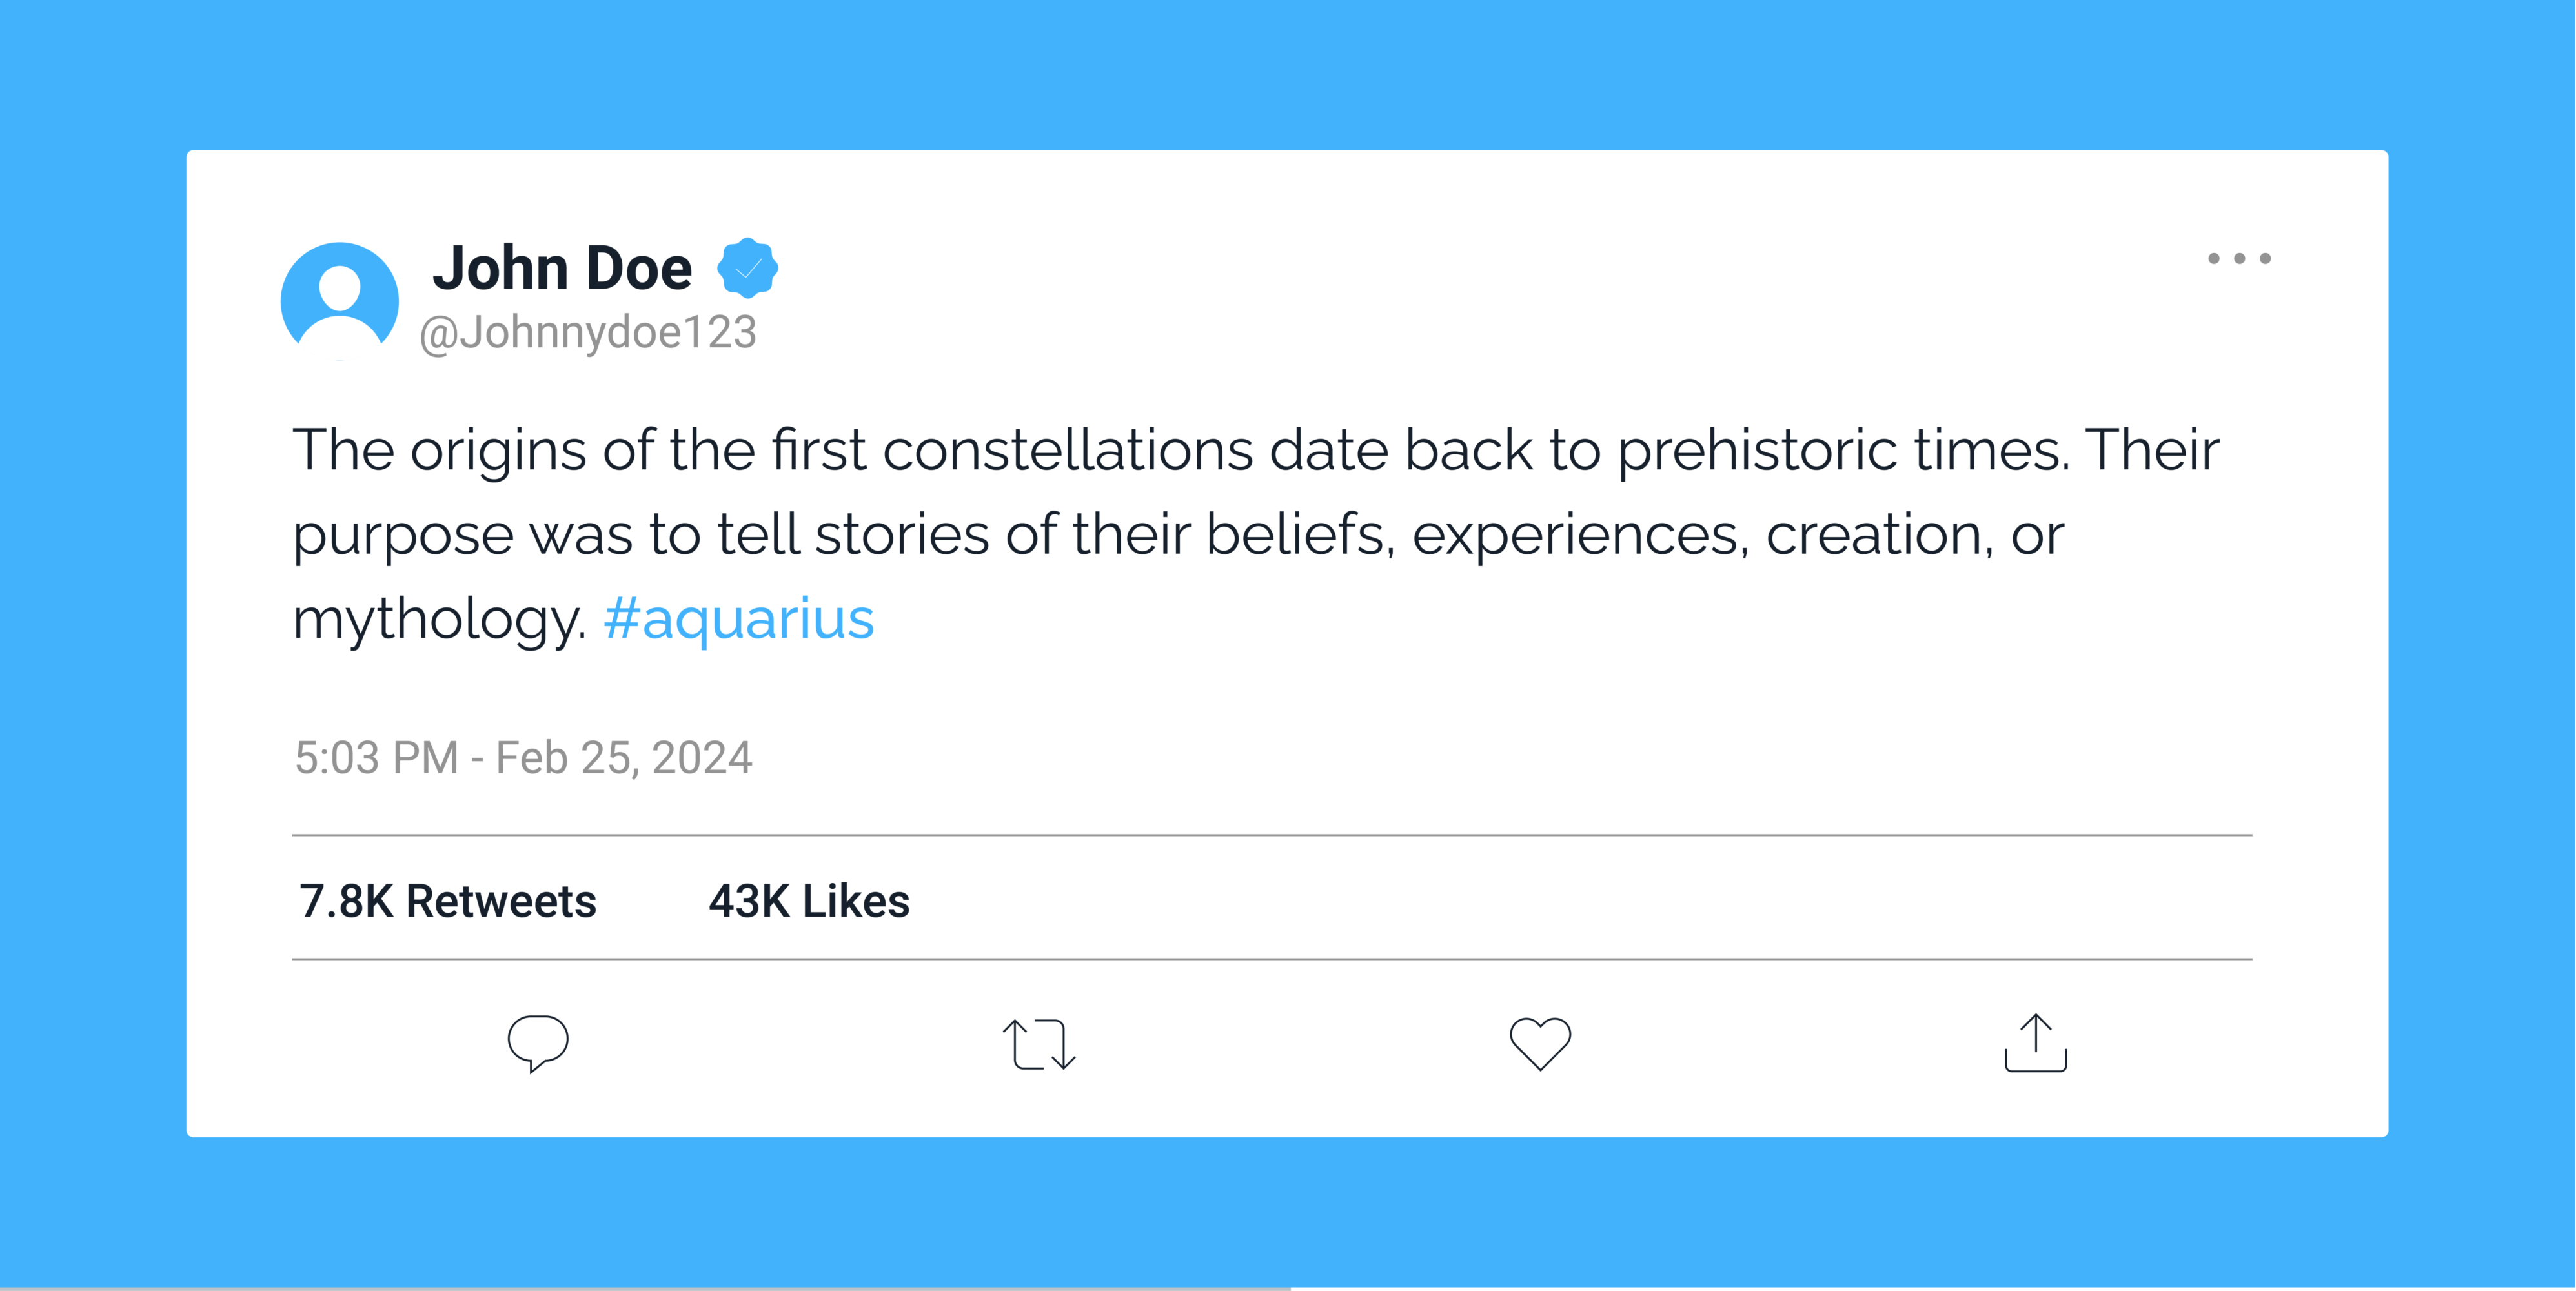 John Doe
@Johnnydoe123
The origins of the first constellations date back to prehistoric times. Their
purpose was to tell stories of their beliefs, experiences, creation, or
mythology. #aquarius
5:03 PM - Feb 25, 2024
7.8K Retweets 43K Likes